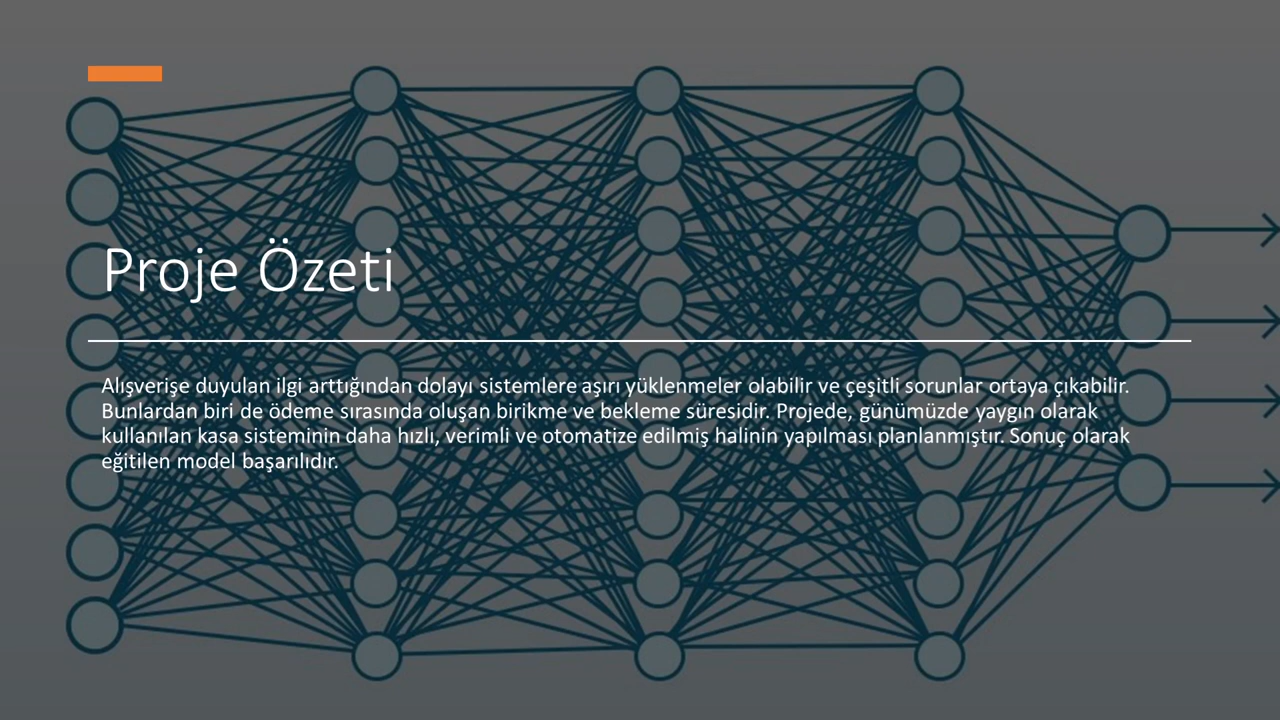 Proje Özeti
Alışverişe duyulan ilgi arttığından dolayı sistemlere aşırı yüklenmeler olabilir ve çeşitli sorunlar ortaya çıkabilir.
Bunlardan biri de ödeme sırasında oluşan birikme ve bekleme süresidir. Projede, günümüzde yaygın olarak
kullanılan kasa sisteminin daha hızlı, verimli ve otomatize edilmiş halinin yapılması planlanmıştır. Sonuç olarak
eğitilen model başarılıdır.